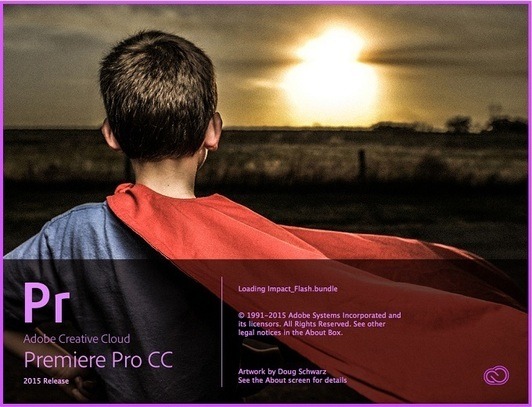 Pr
Adobe Creative Cloud
Premiere Pro CC
2015 Release
Loading Impact_Flash.bundle
© 1991-2015 Adobe Systems Incorporated and
its licensors. All Rights Reserved. See other
legal notices in the About Box.
Artwork by Doug Schwarz
See the About screen for details